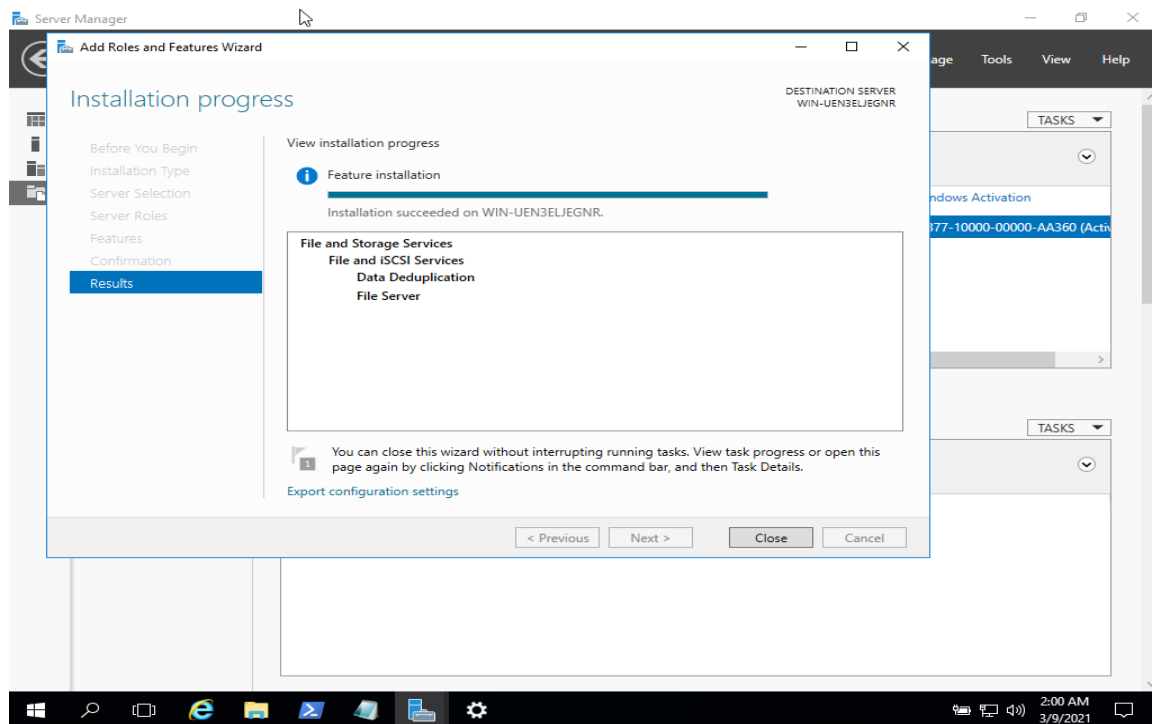 Server Manager
Add Roles and Features Wizard
age Tools View Help
Installation progress
DESTINATION SERVER
WIN-UEN3ELJEGNR
TASKS
Before You Begin
Installation Type
Server Selection
Server Roles
Features
Confirmation
Results
View installation progress
Feature installation
Installation succeeded on WIN-UEN3ELJEGNR.
File and Storage Services
File and iSCSI Services
Data Deduplication
File Server
ndows Activation
377-10000-00000-AA360 (Activ
TASKS
1
You can close this wizard without interrupting running tasks. View task progress or open this
page again by clicking Notifications in the command bar, and then Task Details.
Export configuration settings
< Previous Next > Close Cancel
2:00 AM
3/9/2021